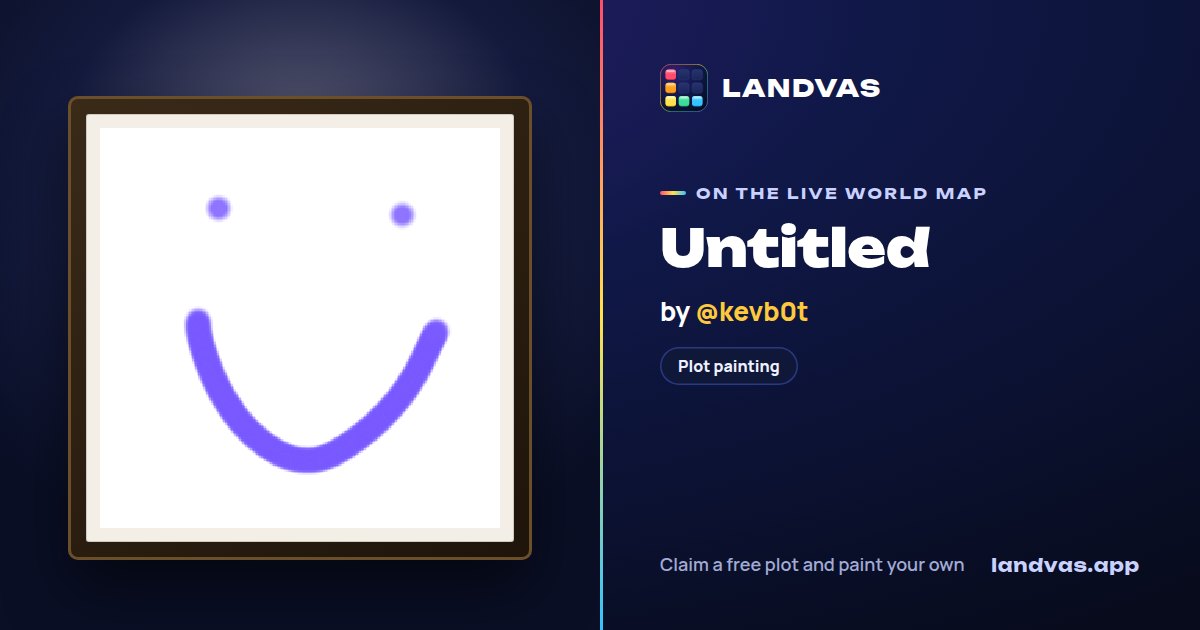 LANDVAS
ON THE LIVE WORLD MAP
Untitled
by @kevb0t
Plot painting
Claim a free plot and paint your own landvas.app